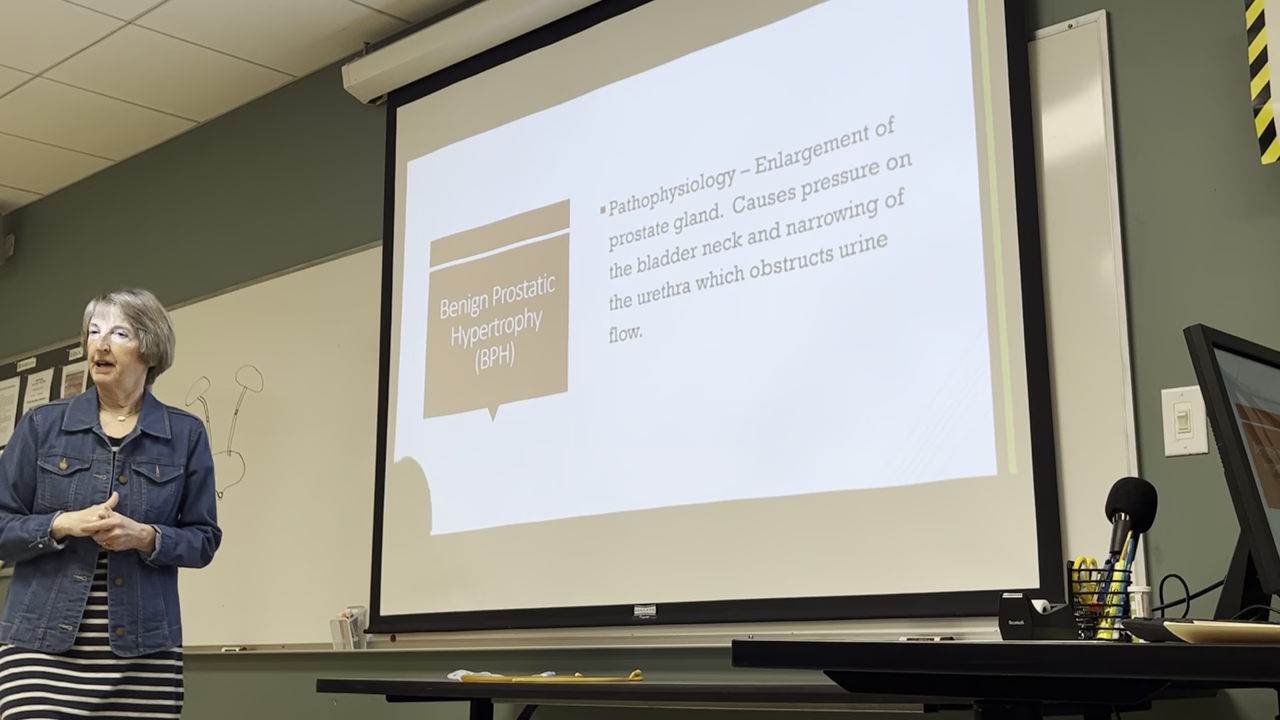 Benign Prostatic
Hypertrophy
(BPH)
▪ Pathophysiology – Enlargement of
prostate gland. Causes pressure on
the bladder neck and narrowing of
the urethra which obstructs urine
flow.